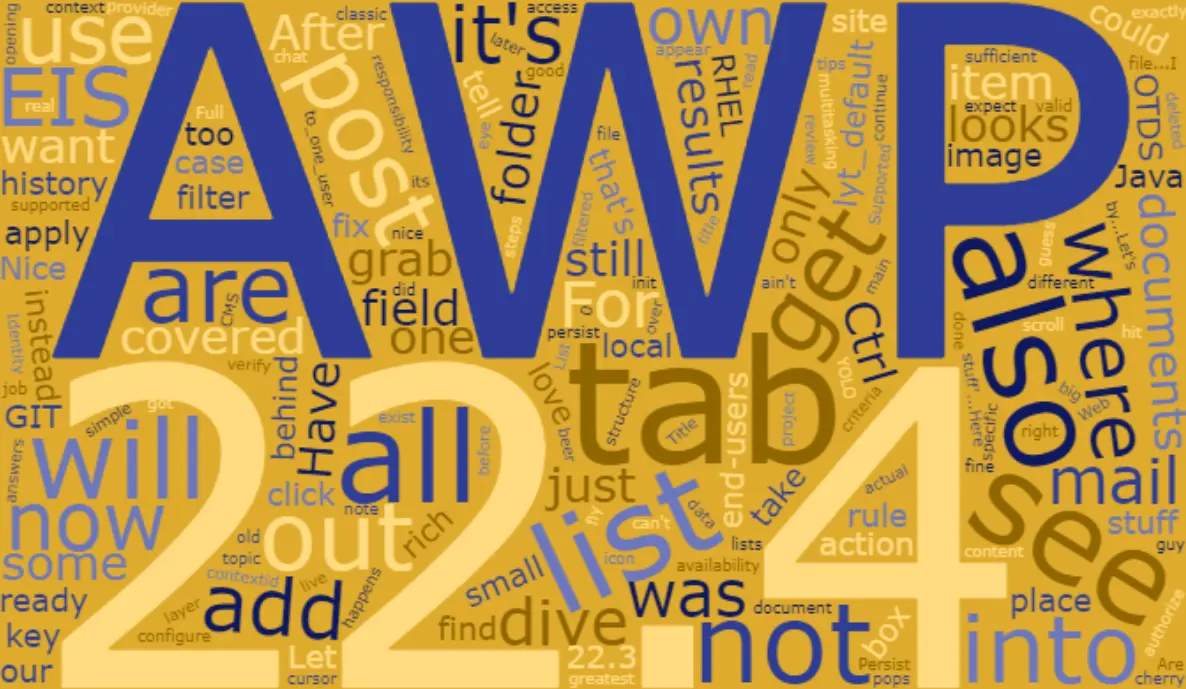 AWP
22.4
tab
get
also
see
where
list
all
are
will
now
out
add
into
not
was
mail
documents
post
use
EIS
want
After
it's
own
site
could
item
looks
image
results
RHEL
lyt_default
OTDS
Java
folder
too
case
filter
history
apply
Nice
instead
fix
grab
field
one
covered
still
For
local
that's
only
Ctrl
behind
Have
click
rich
small
just
find
dive
love
end-users
take
rule
action
box
place
stuff
GIT
some
ready
key
our
Let
22.3
tell
context
provider
opening
classic
access
later
good
appear
read
tips
multitasking
review
continue
Supported
supported
sufficient
expect
valid
exactly
file...I
deleted
real
Full
chat
responsibility
to_one_user
its
nice
eye
steps
file
filtered
title
init
over
persist
List
did
CMS
verify
Identity
job
answers
simple
got
exist
before
note
old
topic
contextid
live
layer
configure
happens
cursor
greatest
beer
structure
Title
project
YOLO
criteria
data
can't
icon
lists
availability
document
actual
Persist
pops
content
fine
specific
stuff
here
done
right
big
Web
scroll
hit
different
guess
by...Let's
main
ain't
guy
authorize
Are
cherry